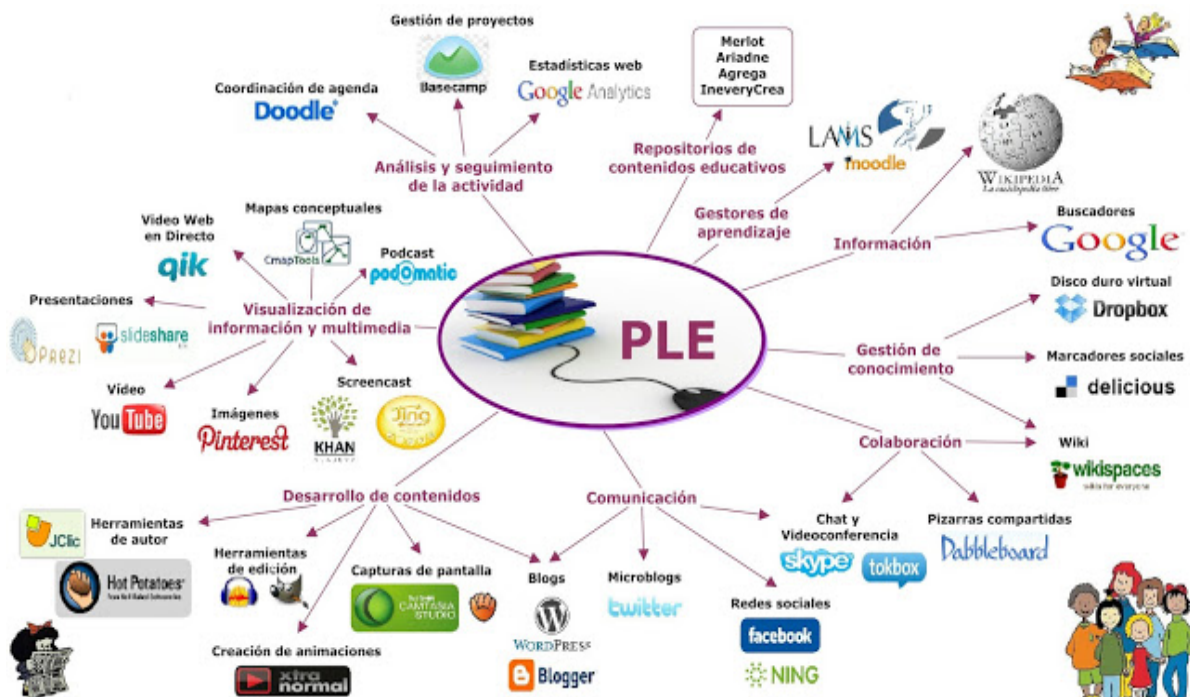 Gestión de proyectos
Basecamp
Estadísticas web
Google Analytics
Coordinación de agenda
Doodle
Análisis y seguimiento
de la actividad
Merlot
Ariadne
Agrega
IneveryCrea
Repositorios de
contenidos educativos
LAMS
moodle
Gestores de
aprendizaje
WIKIPEDIA
La enciclopedia libre
Información
Buscadores
Google
Video Web
en Directo
qik
Mapas conceptuales
CmapTools
Podcast
podOmatic
Presentaciones
Prezi
slideshare
Visualización de
información y multimedia
Vídeo
YouTube
Imágenes
Pinterest
Screencast
KHAN
Jing
PLE
Disco duro virtual
Dropbox
Gestión de
conocimiento
Marcadores sociales
delicious
Colaboración
Wiki
wikispaces
wikis for everyone
Desarrollo de contenidos
Comunicación
Herramientas
de autor
JClic
Hot Potatoes
Herramientas
de edición
Capturas de pantalla
CAMTASIA
STUDIO
Creación de animaciones
xtra
normal
Blogs
WORDPRESS
Blogger
Microblogs
twitter
Redes sociales
facebook
NING
Chat y
Videoconferencia
skype
tokbox
Pizarras compartidas
Dabbleboard